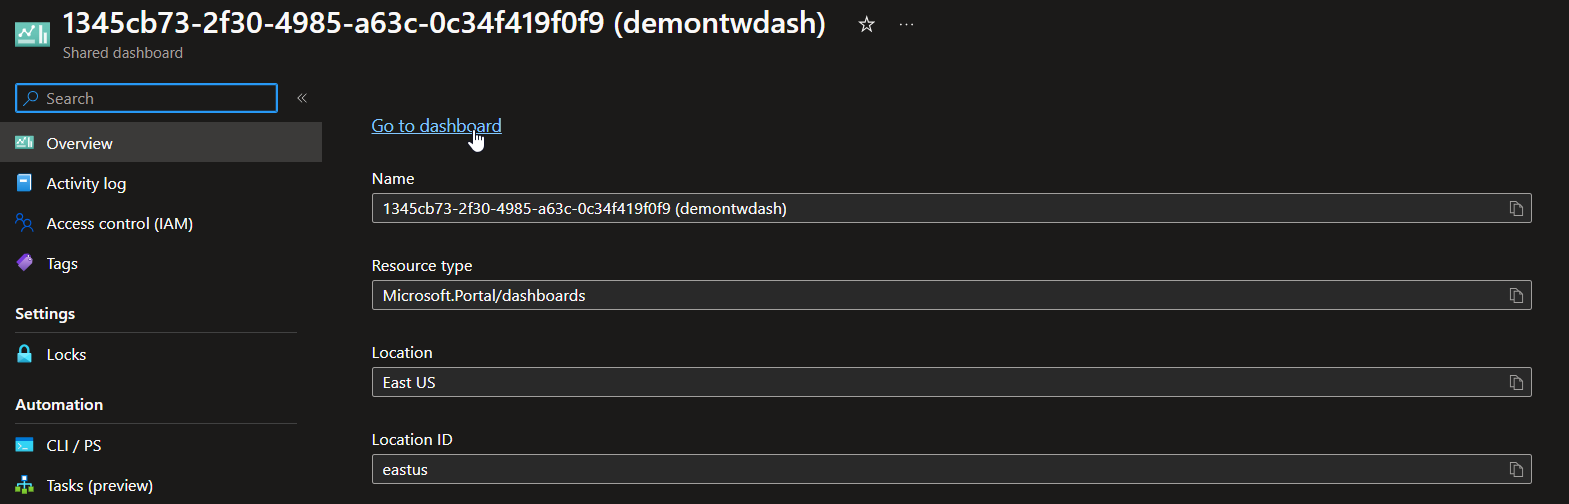 1345cb73-2f30-4985-a63c-0c34f419f0f9 (demontwdash)
Shared dashboard
Search
Overview
Activity log
Access control (IAM)
Tags
Settings
Locks
Automation
CLI / PS
Tasks (preview)
Go to dashboard
Name
1345cb73-2f30-4985-a63c-0c34f419f0f9 (demontwdash)
Resource type
Microsoft.Portal/dashboards
Location
East US
Location ID
eastus